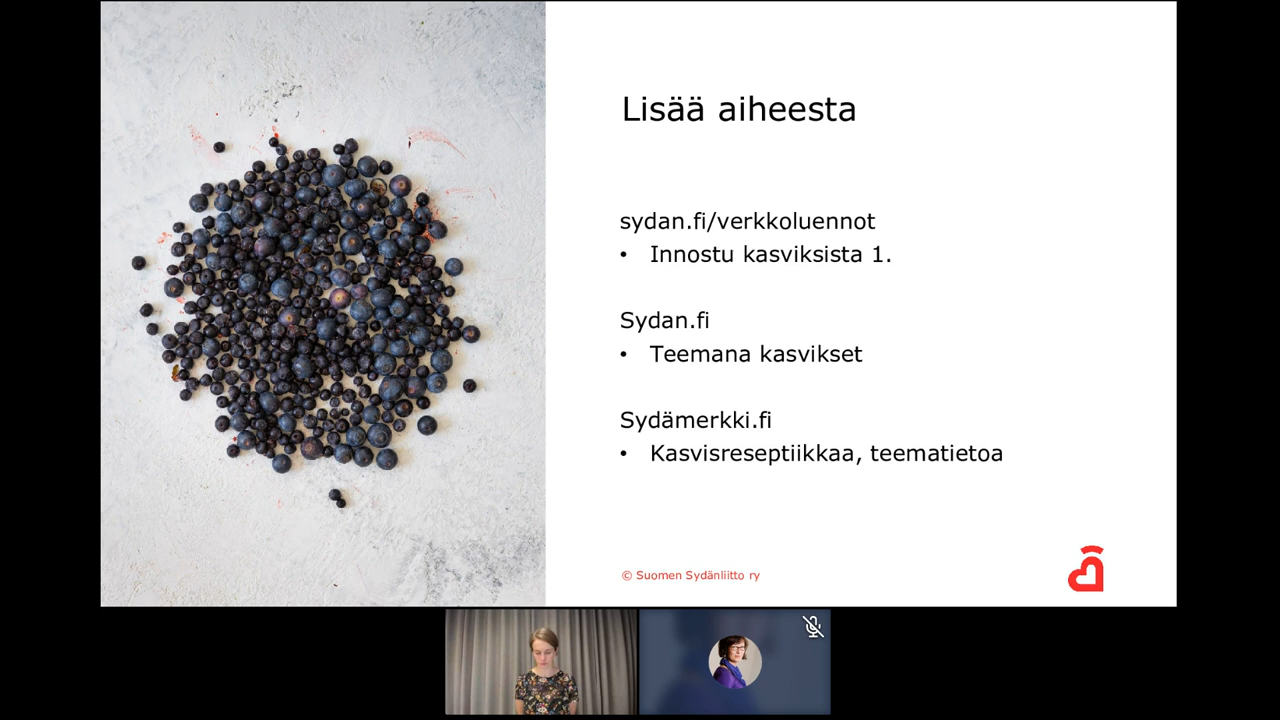 Lisää aiheesta
sydan.fi/verkkoluennot
• Innostu kasviksista 1.
Sydan.fi
• Teemana kasvikset
Sydämerkki.fi
• Kasvisreseptiikkaa, teematietoa
© Suomen Sydänliitto ry